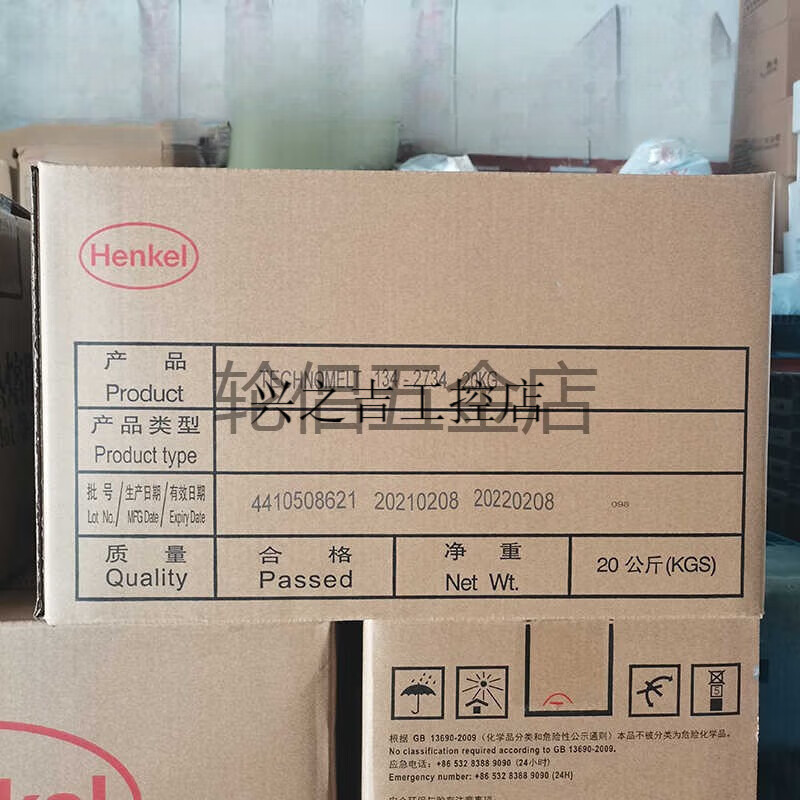 Henkel
产 品
Product
TECHNOMELT 134-2734 20KG
轮侣五金店
兴之吉工控店
产品类型
Product type
批号/生产日期/有效日期
Lot No./MFG Date/Expiry Date
4410508621 20210208 20220208 098
质 量
Quality
合 格
Passed
净 重
Net Wt.
20 公斤(KGS)
5
根据 GB 13690-2009 (化学品分类和危险性公示通则) 本品不被分类为危险化学品。
No classification required according to GB 13690-2009.
应急电话: +86 532 8388 9090 (24小时)
Emergency number: +86 532 8388 9090 (24H)
Henkel